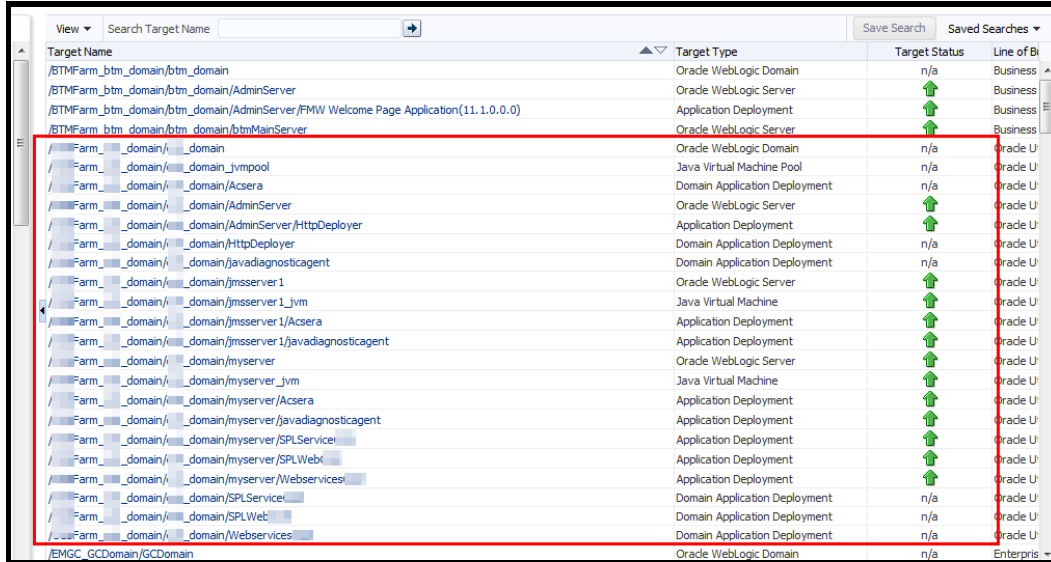 View Search Target Name Save Search Saved Searches
Target Name Target Type Target Status Line of B
/BTMFarm_btm_domain/btm_domain Oracle WebLogic Domain n/a Business
/BTMFarm_btm_domain/btm_domain/AdminServer Oracle WebLogic Server Business
/BTMFarm_btm_domain/btm_domain/AdminServer/FMW Welcome Page Application(11.1.0.0.0) Application Deployment Business
/BTMFarm_btm_domain/btm_domain/btmMainServer Oracle WebLogic Server Business
/ Farm_ _domain/ _domain Oracle WebLogic Domain n/a Oracle U
/ Farm_ _domain/ _domain_jvmpool Java Virtual Machine Pool n/a Oracle U
/ Farm_ _domain/ _domain/Acsera Domain Application Deployment n/a Oracle U
/ Farm_ _domain/ _domain/AdminServer Oracle WebLogic Server Oracle U
/ Farm_ _domain/ _domain/AdminServer/HttpDeployer Application Deployment Oracle U
/ Farm_ _domain/ _domain/HttpDeployer Domain Application Deployment n/a Oracle U
/ Farm_ _domain/ _domain/javadiagnosticagent Domain Application Deployment n/a Oracle U
/ Farm_ _domain/ _domain/jmsserver1 Oracle WebLogic Server Oracle U
/ Farm_ _domain/ _domain/jmsserver1_jvm Java Virtual Machine Oracle U
/ Farm_ _domain/ _domain/jmsserver1/Acsera Application Deployment Oracle U
/ Farm_ _domain/ _domain/jmsserver1/javadiagnosticagent Application Deployment Oracle U
/ Farm_ _domain/ _domain/myserver Oracle WebLogic Server Oracle U
/ Farm_ _domain/ _domain/myserver_jvm Java Virtual Machine Oracle U
/ Farm_ _domain/ _domain/myserver/Acsera Application Deployment Oracle U
/ Farm_ _domain/ _domain/myserver/javadiagnosticagent Application Deployment Oracle U
/ Farm_ _domain/ _domain/myserver/SPLService Application Deployment Oracle U
/ Farm_ _domain/ _domain/myserver/SPLWeb Application Deployment Oracle U
/ Farm_ _domain/ _domain/myserver/Webservices Application Deployment Oracle U
/ Farm_ _domain/ _domain/SPLService Domain Application Deployment n/a Oracle U
/ Farm_ _domain/ _domain/SPLWeb Domain Application Deployment n/a Oracle U
/ Farm_ _domain/ _domain/Webservices Domain Application Deployment n/a Oracle U
/EMGC_GCDomain/GCDomain Oracle WebLogic Domain n/a Enterpris